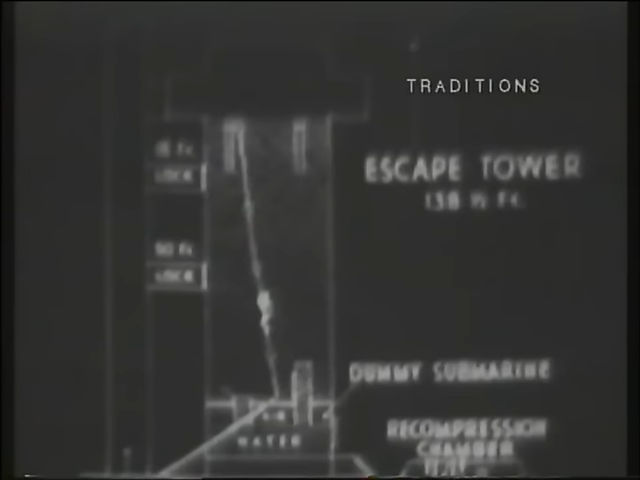 TRADITIONS
ESCAPE TOWER
138 ½ Ft.
18 Ft.
LOCK
50 Ft.
LOCK
DUMMY SUBMARINE
AIR
WATER
RECOMPRESSION
CHAMBER